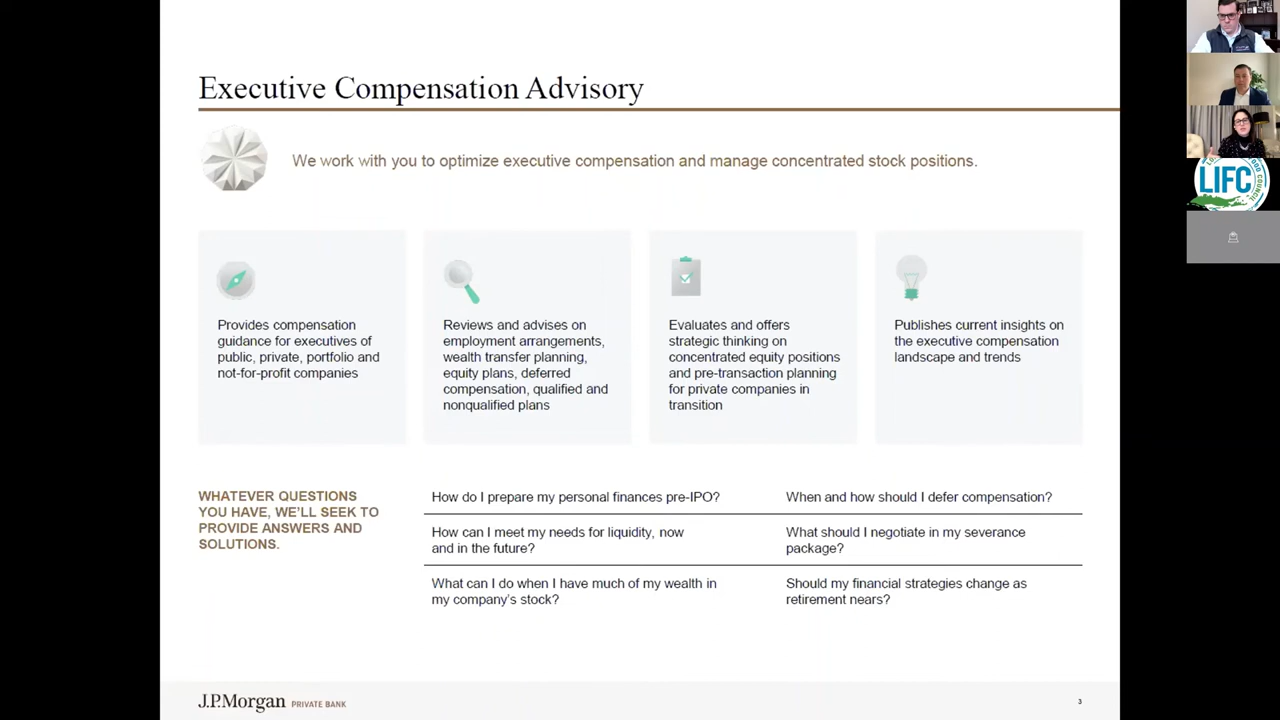 Executive Compensation Advisory
We work with you to optimize executive compensation and manage concentrated stock positions.
Provides compensation
guidance for executives of
public, private, portfolio and
not-for-profit companies
Reviews and advises on
employment arrangements,
wealth transfer planning,
equity plans, deferred
compensation, qualified and
nonqualified plans
Evaluates and offers
strategic thinking on
concentrated equity positions
and pre-transaction planning
for private companies in
transition
Publishes current insights on
the executive compensation
landscape and trends
WHATEVER QUESTIONS
YOU HAVE, WE'LL SEEK TO
PROVIDE ANSWERS AND
SOLUTIONS.
How do I prepare my personal finances pre-IPO?
How can I meet my needs for liquidity, now
and in the future?
What can I do when I have much of my wealth in
my company's stock?
When and how should I defer compensation?
What should I negotiate in my severance
package?
Should my financial strategies change as
retirement nears?
J.P.Morgan PRIVATE BANK
3
LIFC
COUNCIL